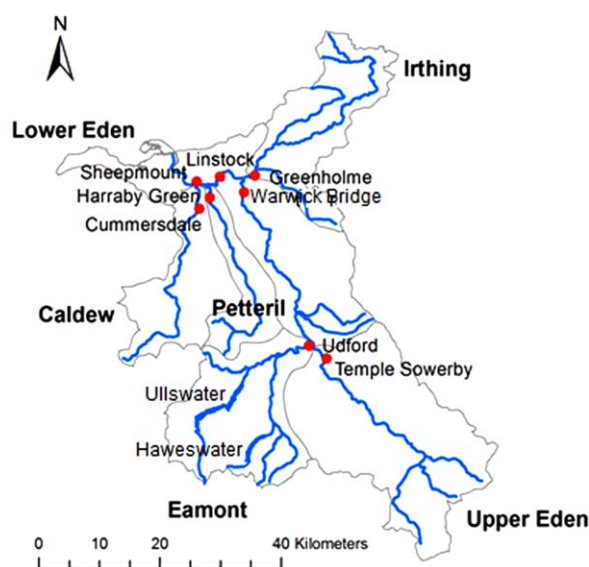 N
Irthing
Lower Eden
Linstock
Sheepmount
Greenholme
Harraby Green
Warwick Bridge
Cummersdale
Caldew
Petteril
Udford
Temple Sowerby
Ullswater
Haweswater
Eamont
Upper Eden
0 10 20 40 Kilometers